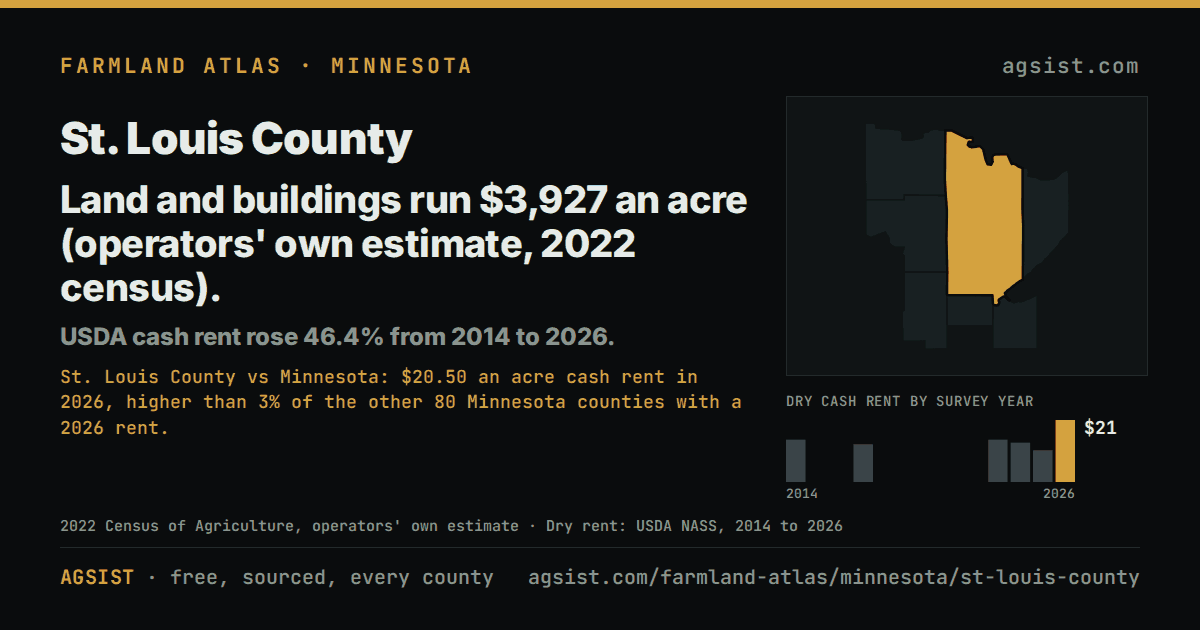 FARMLAND ATLAS · MINNESOTA
agsist.com
St. Louis County
Land and buildings run $3,927 an acre
(operators' own estimate, 2022
census).
USDA cash rent rose 46.4% from 2014 to 2026.
St. Louis County vs Minnesota: $20.50 an acre cash rent in
2026, higher than 3% of the other 80 Minnesota counties with a
2026 rent.
DRY CASH RENT BY SURVEY YEAR
$21
2014
2026
2022 Census of Agriculture, operators' own estimate · Dry rent: USDA NASS, 2014 to 2026
AGSIST · free, sourced, every county
agsist.com/farmland-atlas/minnesota/st-louis-county